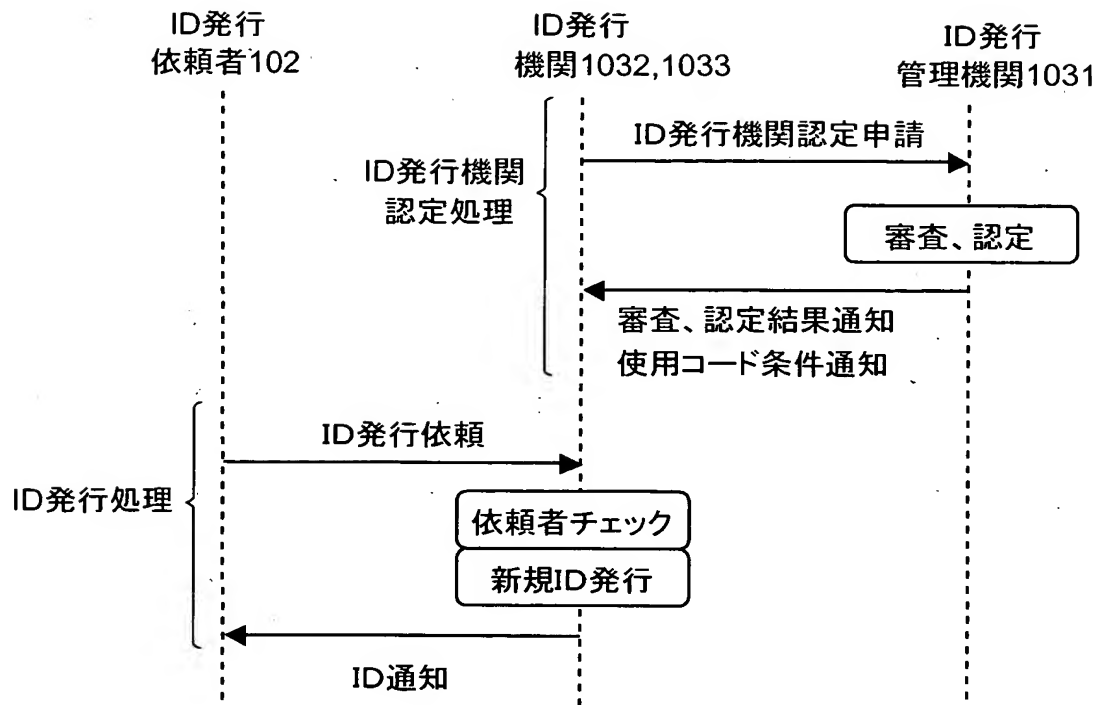 ID発行
依頼者102
ID発行
機関1032,1033
ID発行
管理機関1031
ID発行機関認定申請
ID発行機関
認定処理
審査、認定
審査、認定結果通知
使用コード条件通知
ID発行依頼
ID発行処理
依頼者チェック
新規ID発行
ID通知